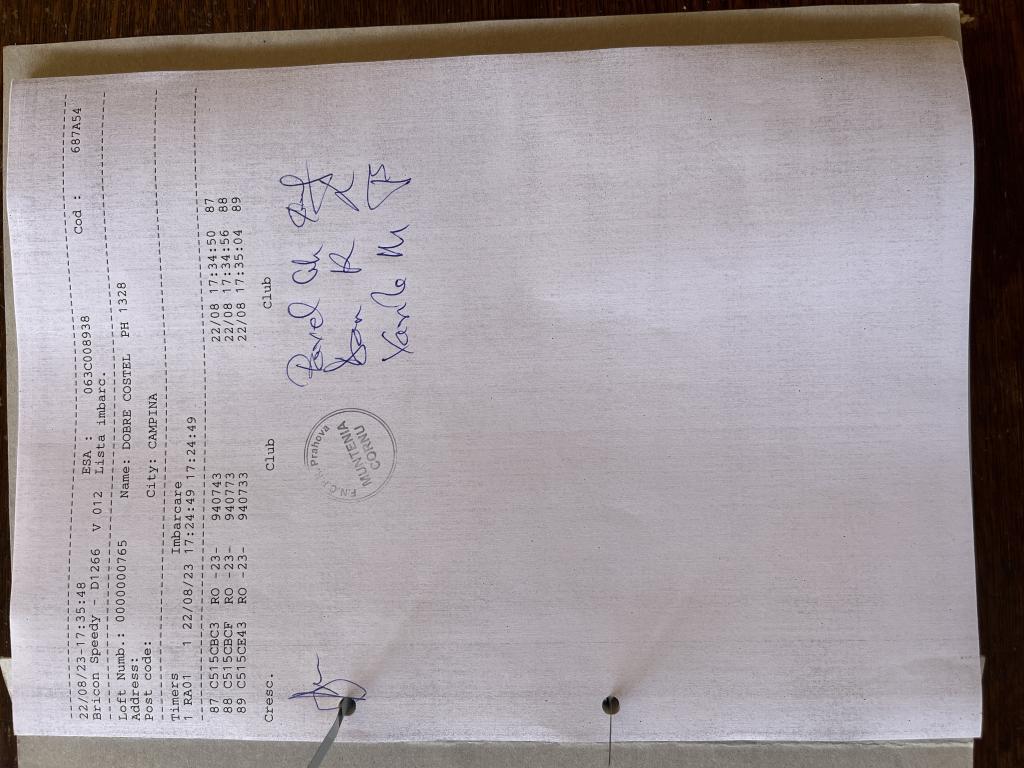 22/08/23-17:35:48
Bricon Speedy - D1266 V 012 ESA : 063C008938 Cod : 687A54
Lista imbarc.
Loft Numb.: 0000000765 Name: DOBRE COSTEL PH 1328
Address:
Post code: City: CAMPINA
Timers Imbarcare
1 RA01 1 22/08/23 17:24:49 17:24:49
87 C515CBC3 RO -23- 940743 22/08 17:34:50 87
88 C515CBCF RO -23- 940773 22/08 17:34:56 88
89 C515CE43 RO -23- 940733 22/08 17:35:04 89
Cresc. Club Club
Prahova
MUNTENIA
CORNU